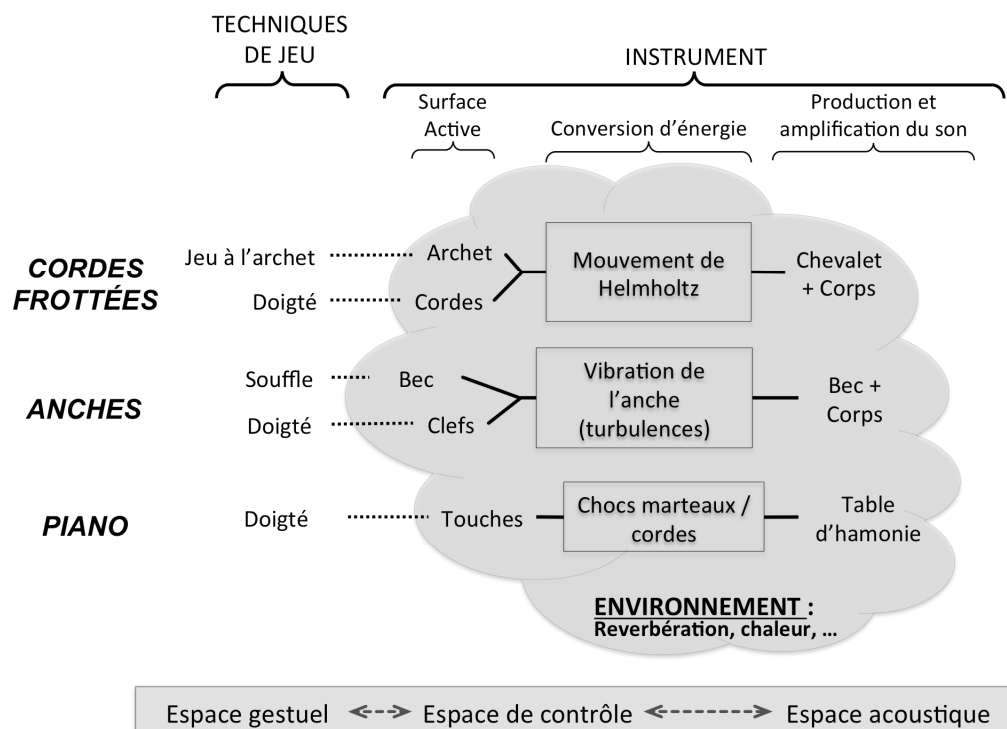 TECHNIQUES
DE JEU
INSTRUMENT
Surface
Active
Conversion d'énergie
Production et
amplification du son
CORDES
FROTTÉES
Jeu à l'archet
Doigté
Archet
Cordes
Mouvement de
Helmholtz
Chevalet
+ Corps
ANCHES
Souffle
Doigté
Bec
Clefs
Vibration de
l'anche
(turbulences)
Bec +
Corps
PIANO
Doigté
Touches
Chocs marteaux /
cordes
Table
d'hamonie
ENVIRONNEMENT :
Reverbération, chaleur, ...
Espace gestuel Espace de contrôle Espace acoustique